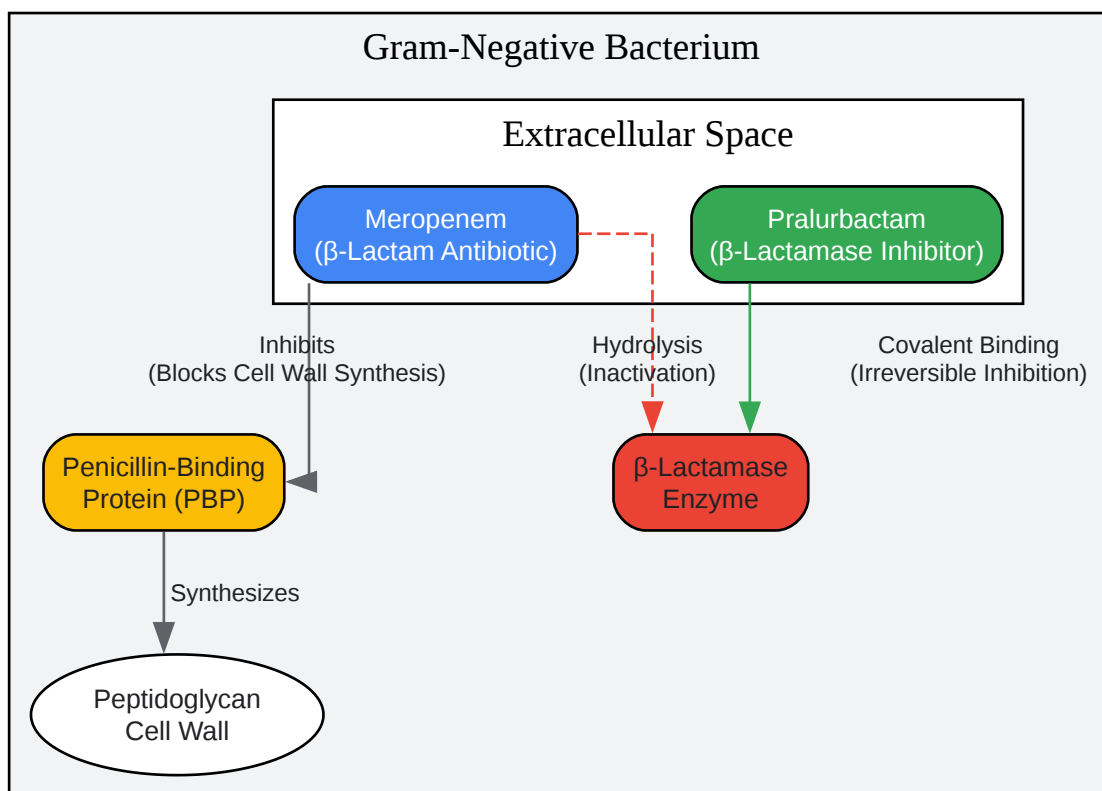 Gram-Negative Bacterium
Extracellular Space
Meropenem
(β-Lactam Antibiotic)
Pralurbactam
(β-Lactamase Inhibitor)
Inhibits
(Blocks Cell Wall Synthesis)
Hydrolysis
(Inactivation)
Covalent Binding
(Irreversible Inhibition)
Penicillin-Binding
Protein (PBP)
β-Lactamase
Enzyme
Synthesizes
Peptidoglycan
Cell Wall